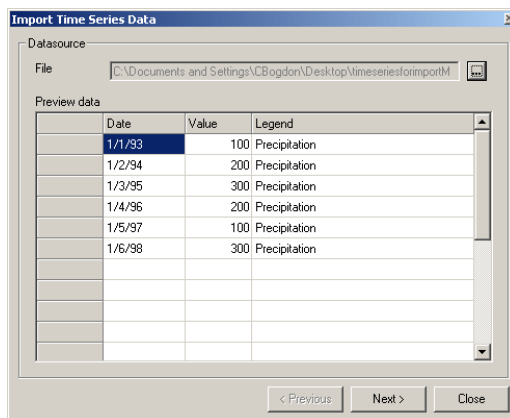 Import Time Series Data
Datasource
File C:\Documents and Settings\CBogdon\Desktop\timeseriesforimportM ...
Preview data
Date Value Legend
1/1/93 100 Precipitation
1/2/94 200 Precipitation
1/3/95 300 Precipitation
1/4/96 200 Precipitation
1/5/97 100 Precipitation
1/6/98 300 Precipitation
< Previous Next > Close